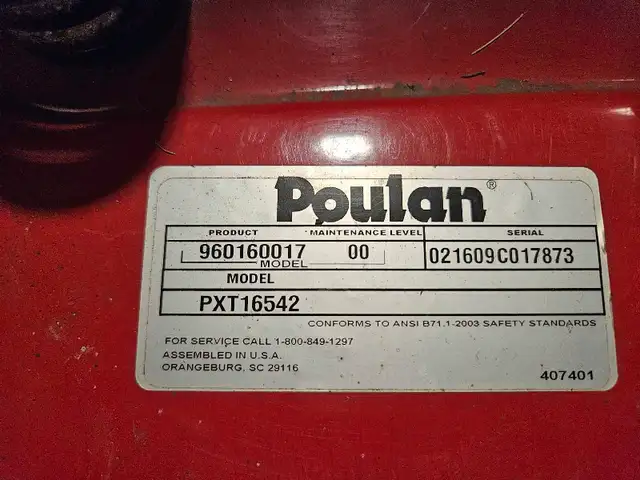 Poulan®
PRODUCT MAINTENANCE LEVEL SERIAL
960160017 00 021609C017873
MODEL
MODEL
PXT16542
CONFORMS TO ANSI B71.1-2003 SAFETY STANDARDS
FOR SERVICE CALL 1-800-849-1297
ASSEMBLED IN U.S.A.
ORANGEBURG, SC 29116
407401